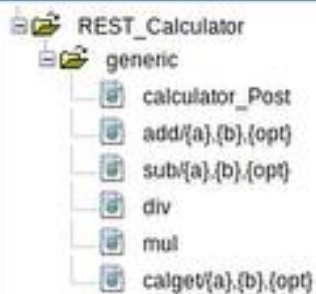 REST_Calculator
generic
calculator_Post
add/{a},{b},{opt}
sub/{a},{b},{opt}
div
mul
calget/{a},{b},{opt}